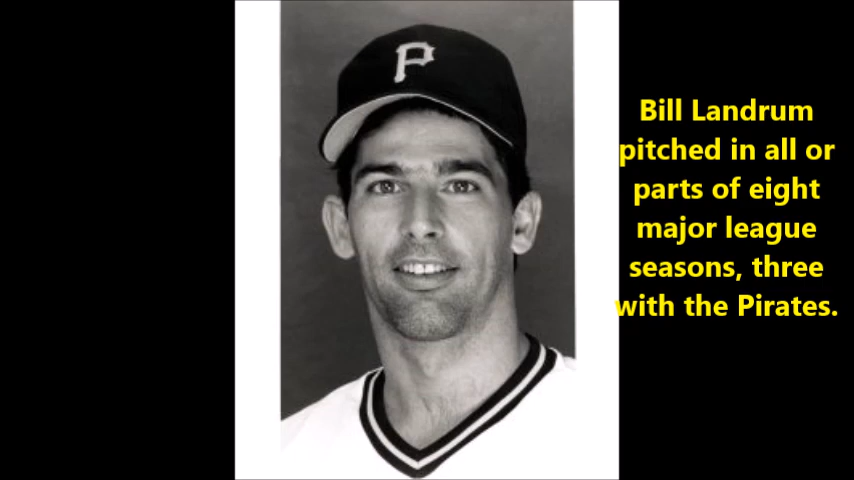 P
Bill Landrum
pitched in all or
parts of eight
major league
seasons, three
with the Pirates.